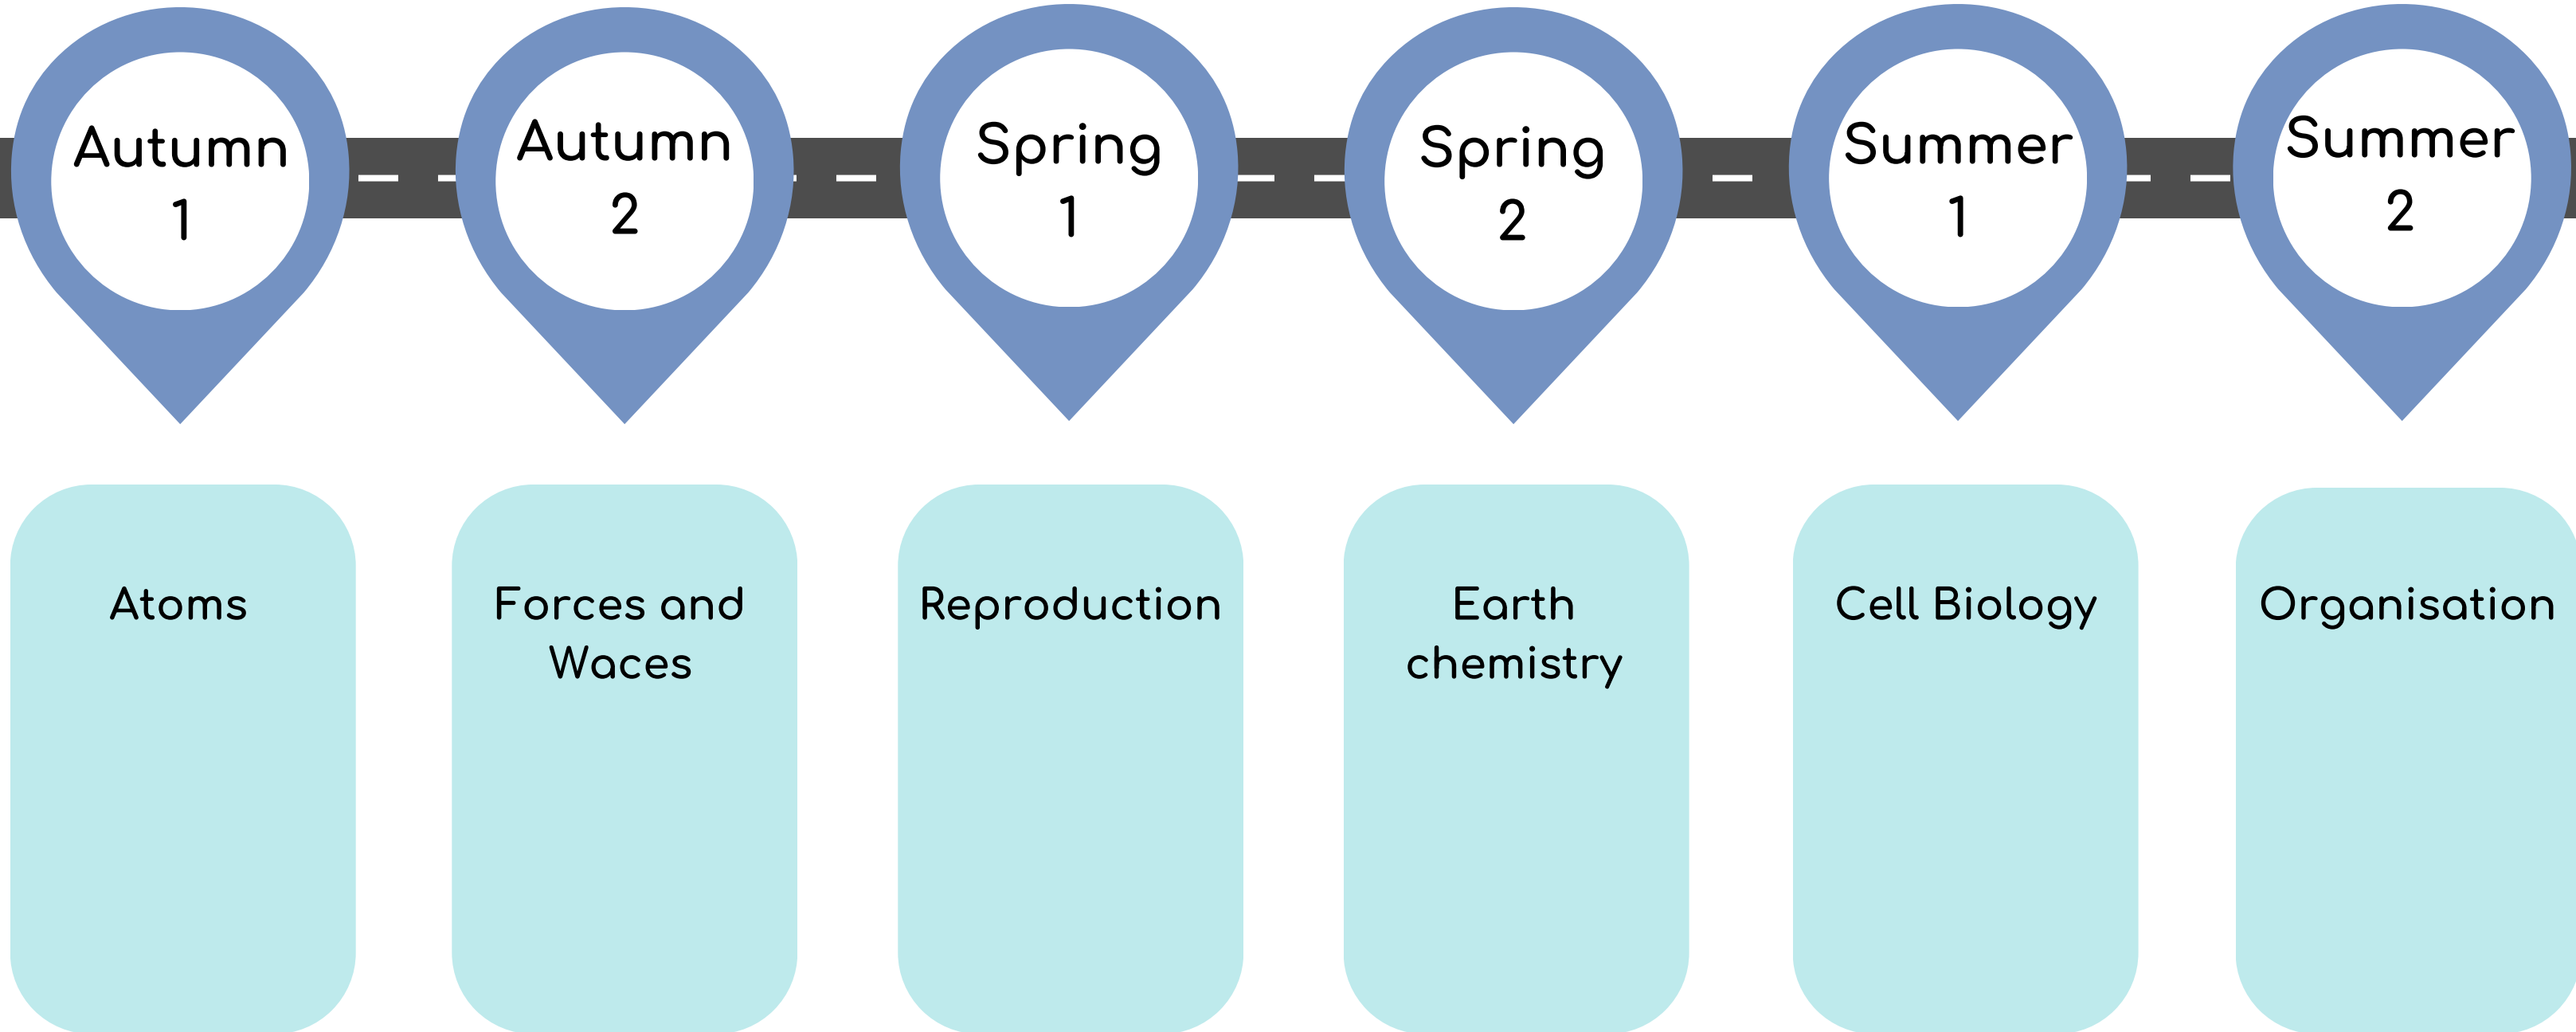 Autumn
1
Autumn
2
Spring
1
Spring
2
Summer
1
Summer
2
Atoms
Forces and
Waces
Reproduction
Earth
chemistry
Cell Biology
Organisation